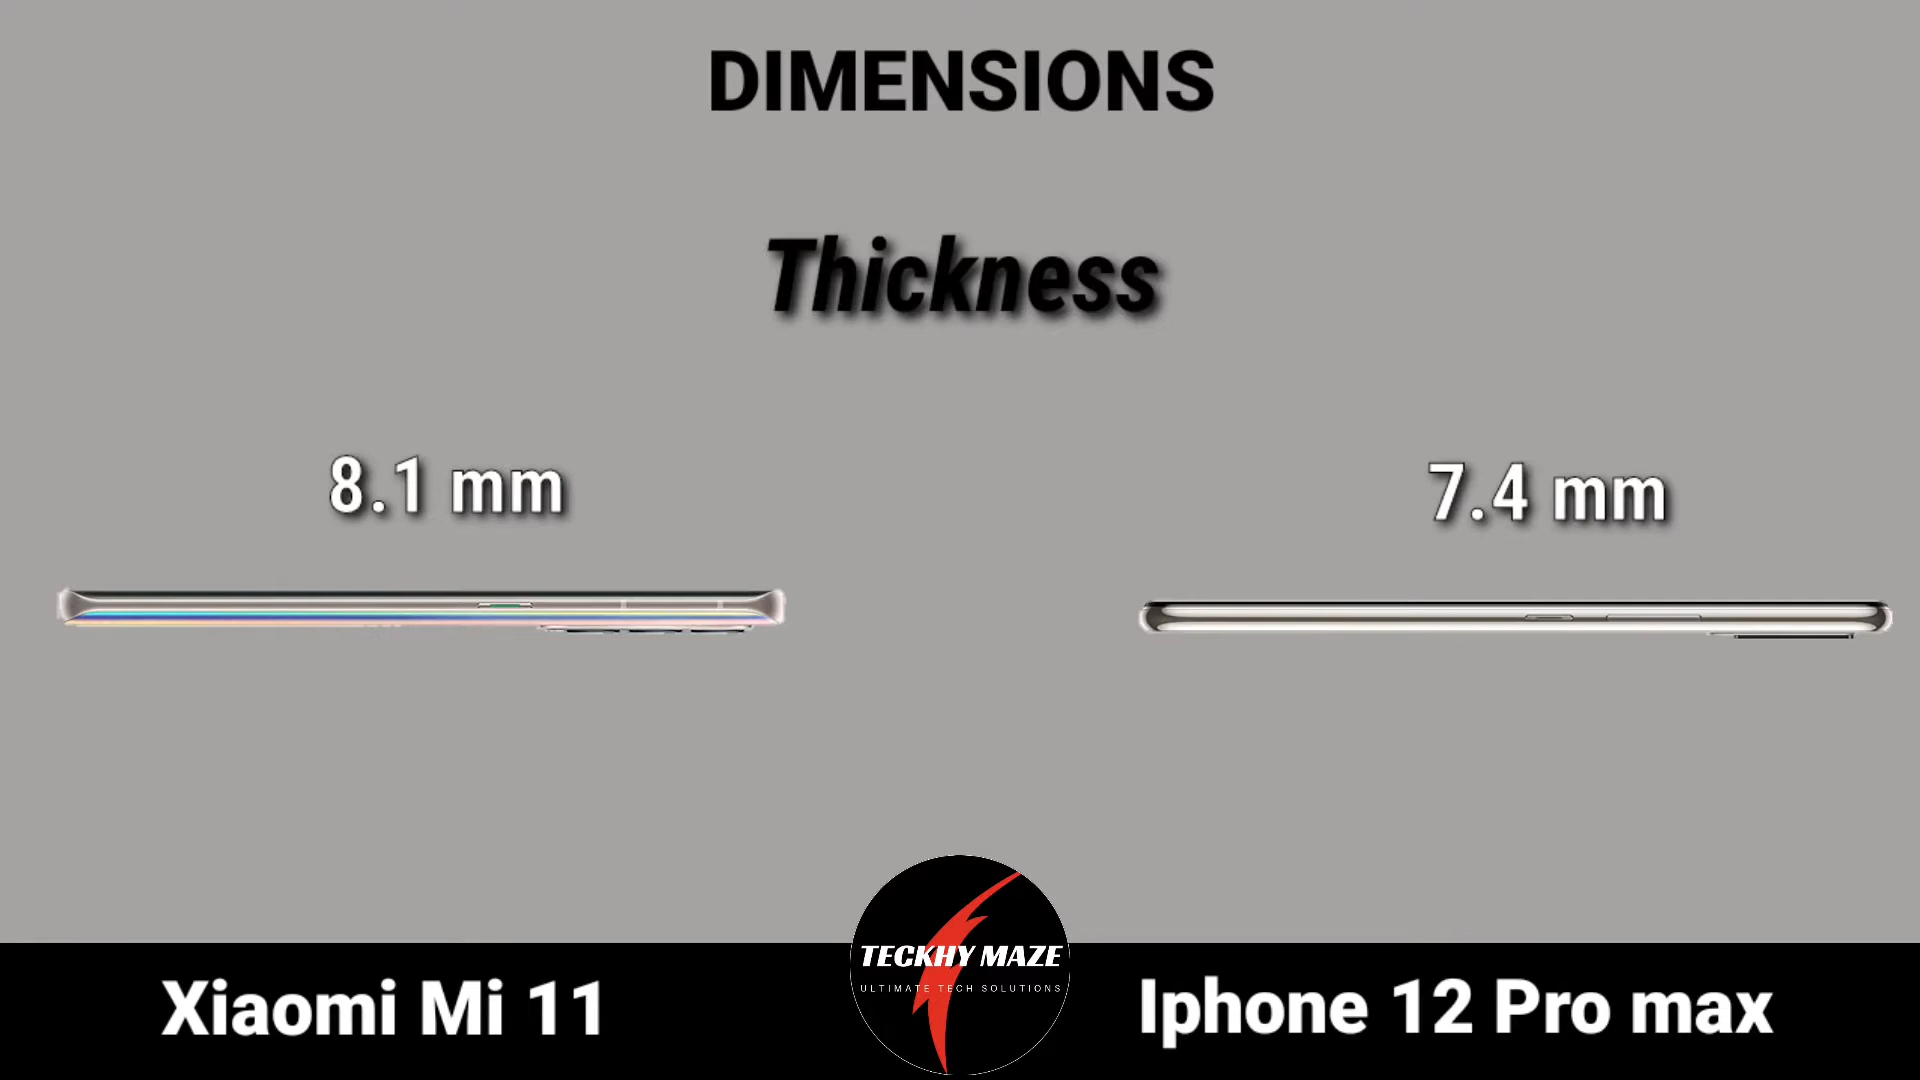 DIMENSIONS
Thickness
8.1 mm
7.4 mm
Xiaomi Mi 11
TECKHY MAZE
ULTIMATE TECH SOLUTIONS
Iphone 12 Pro max